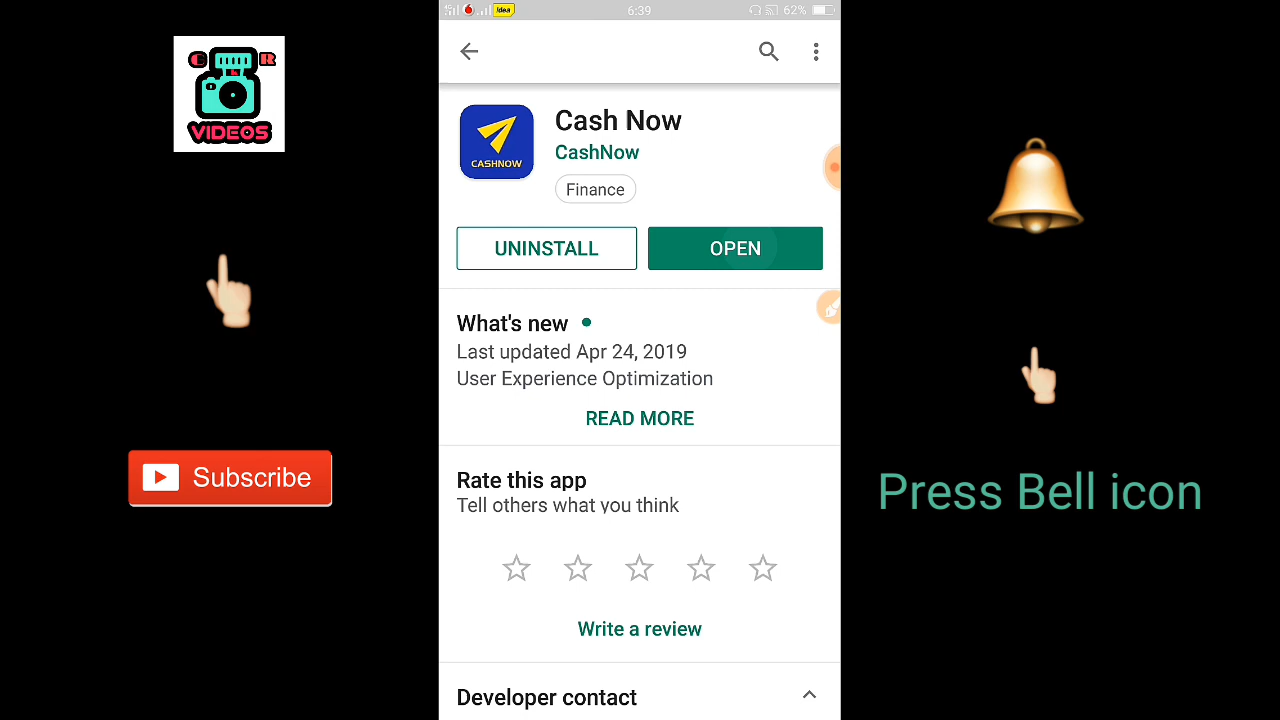 C R
VIDEOS
Subscribe
Idea
6:39
62%
Cash Now
CashNow
Finance
CASHNOW
UNINSTALL
OPEN
What's new
Last updated Apr 24, 2019
User Experience Optimization
READ MORE
Rate this app
Tell others what you think
Write a review
Developer contact
Press Bell icon